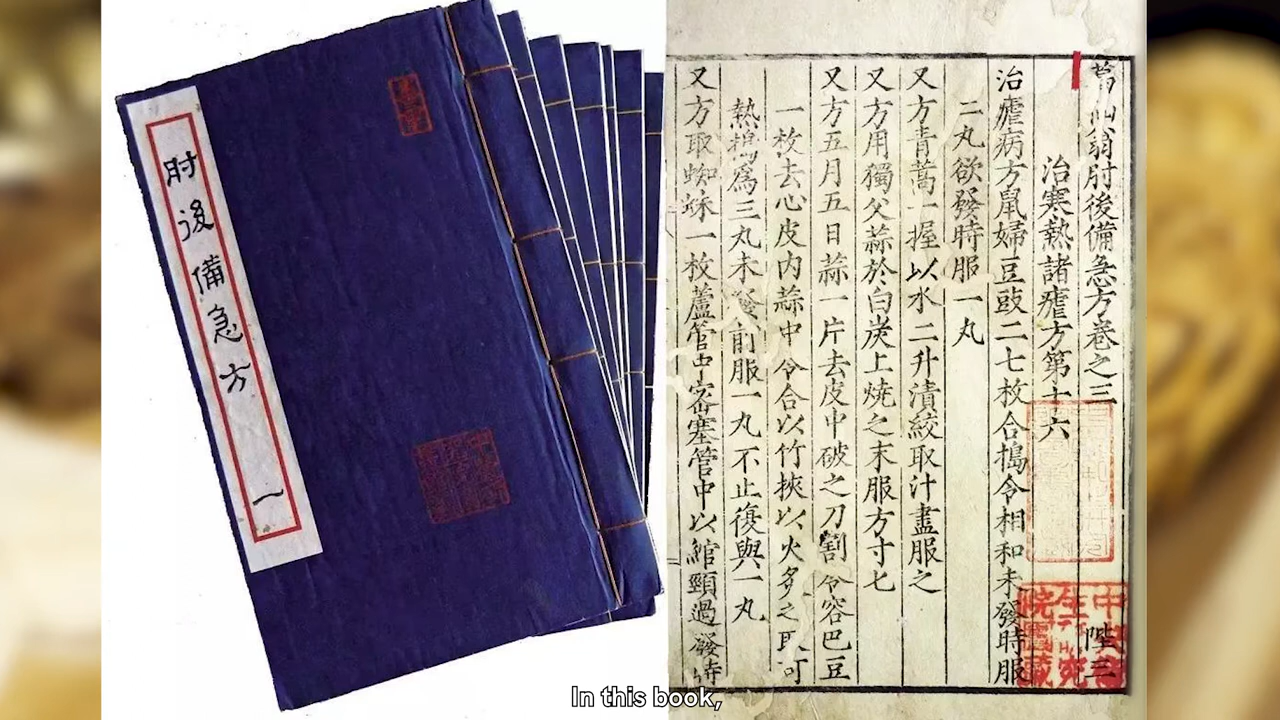 肘後備急方
一
仙翁肘後備急方卷之三
治寒熱諸瘧方第十六
治瘧病方鼠婦豆豉二七枚合搗令相和未發時服
二丸欲發時服一丸
又方青蒿一握以水二升漬絞取汁盡服之
又方用獨父蒜於白炭上燒之末服方寸匕
又方五月五日蒜一片去皮中破之刀割令容巴豆
一枚去心皮內蒜中令合以竹挾以火炙之取可
熱搗為三丸未發前服一丸不止復與一丸
又方取蜘蛛一枚蘆管中密塞管中以綰頸過發時
陛三
In this book,